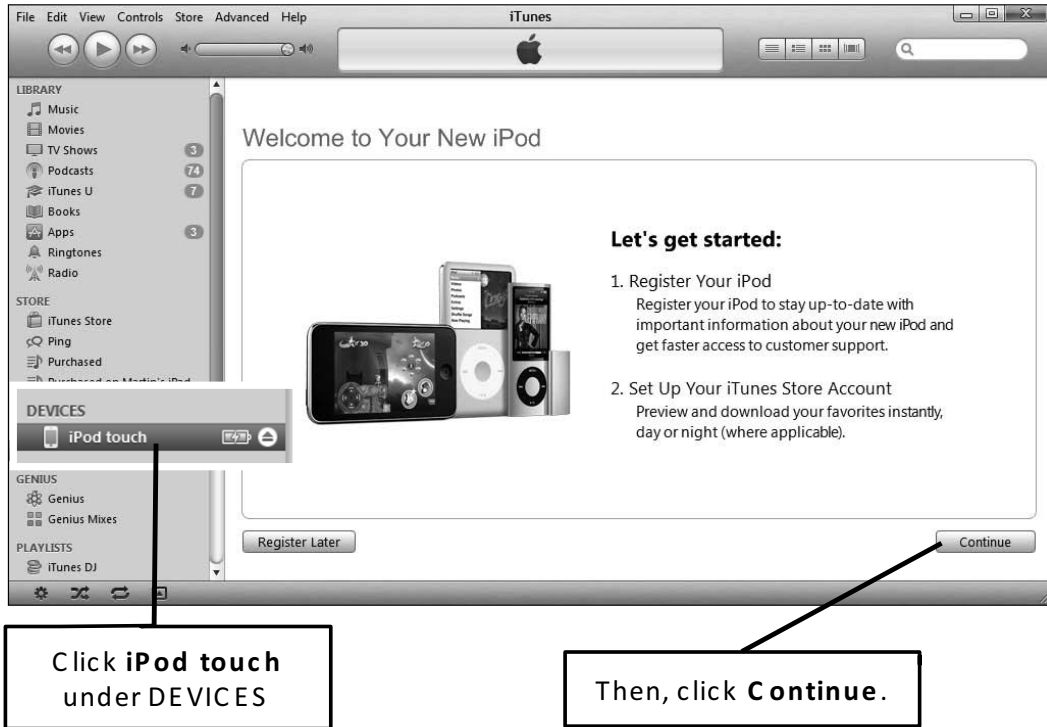 File Edit View Controls Store Advanced Help
iTunes
LIBRARY
Music
Movies
TV Shows 3
Podcasts 74
iTunes U 7
Books
Apps 3
Ringtones
Radio
STORE
iTunes Store
Ping
Purchased
Purchased on Martin's iPod
DEVICES
iPod touch
GENIUS
Genius
Genius Mixes
PLAYLISTS
iTunes DJ
Welcome to Your New iPod
Let's get started:
1. Register Your iPod
Register your iPod to stay up-to-date with
important information about your new iPod and
get faster access to customer support.
2. Set Up Your iTunes Store Account
Preview and download your favorites instantly,
day or night (where applicable).
Register Later
Continue
Click iPod touch
under DEVICES
Then, click Continue.